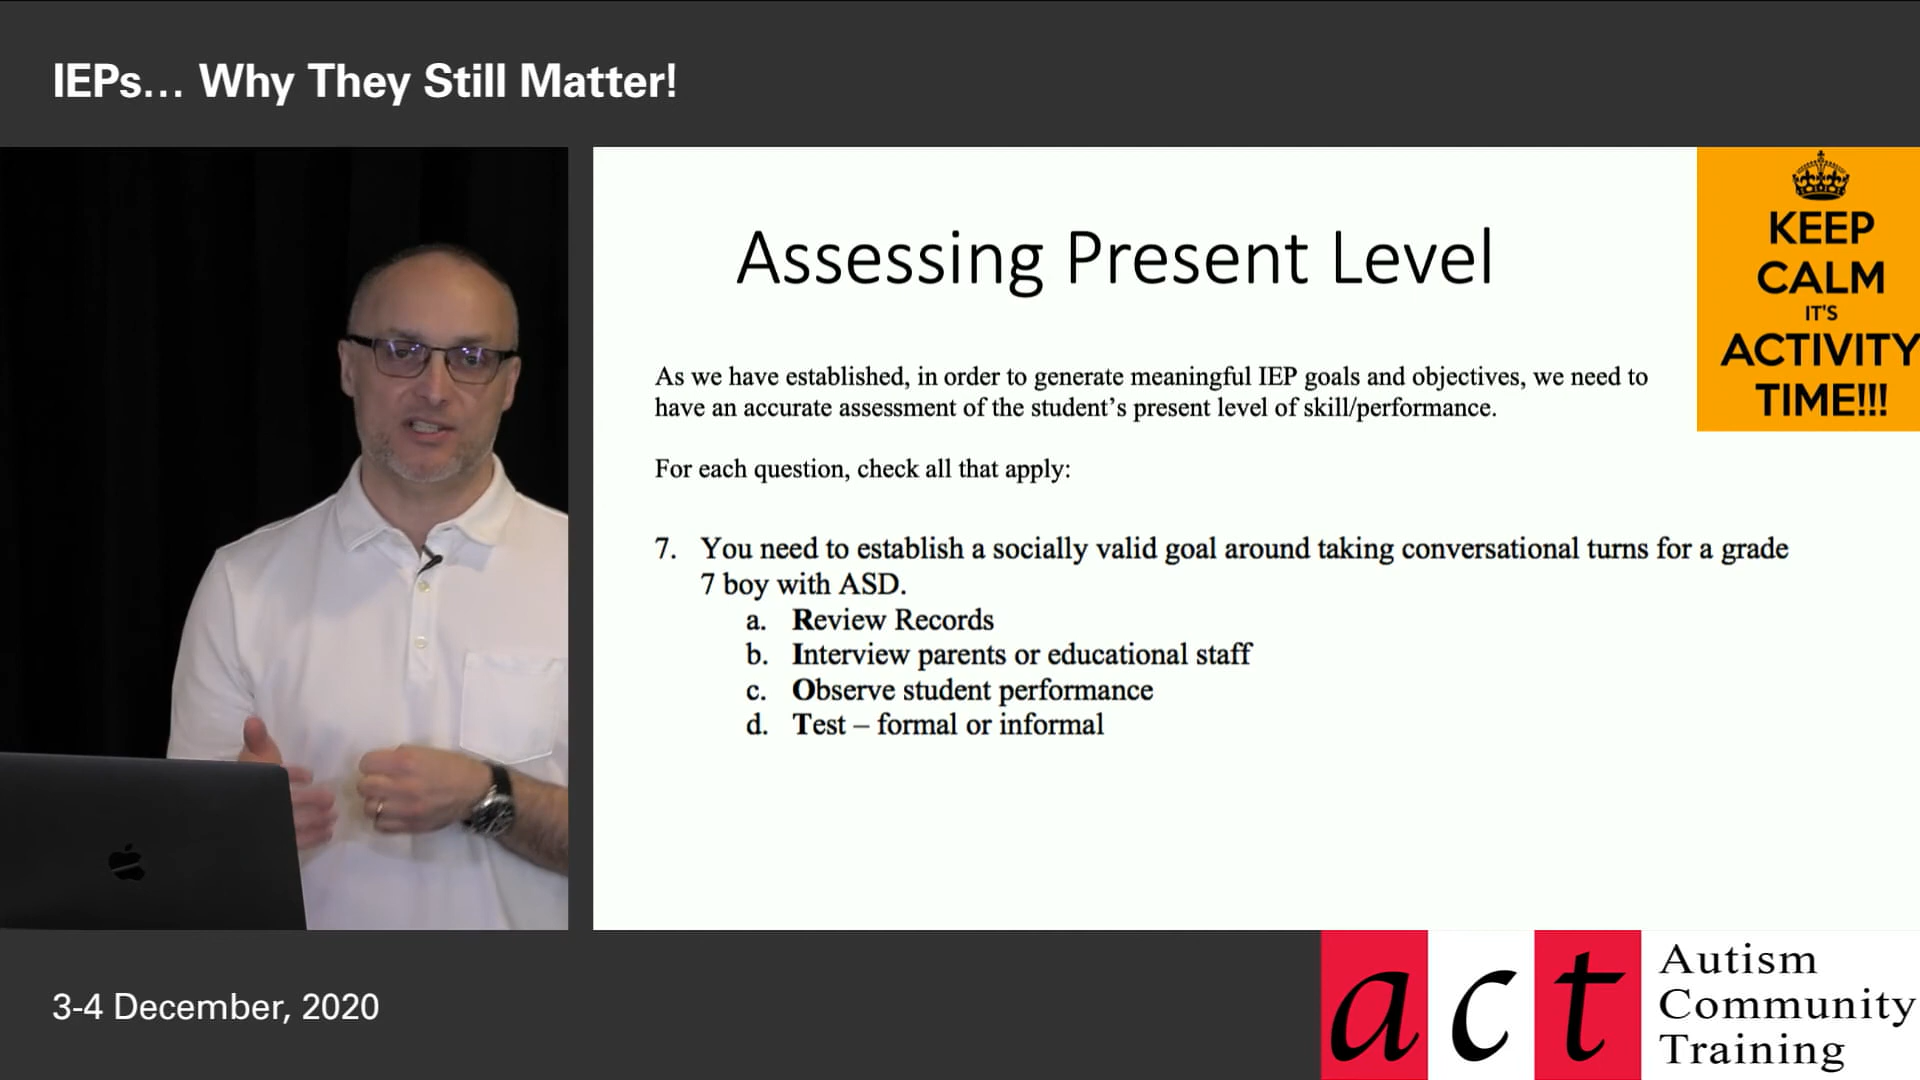 IEPs... Why They Still Matter!
Assessing Present Level
KEEP
CALM
IT'S
ACTIVITY
TIME!!!
As we have established, in order to generate meaningful IEP goals and objectives, we need to
have an accurate assessment of the student’s present level of skill/performance.
For each question, check all that apply:
7. You need to establish a socially valid goal around taking conversational turns for a grade
7 boy with ASD.
a. Review Records
b. Interview parents or educational staff
c. Observe student performance
d. Test – formal or informal
3-4 December, 2020
act
Autism
Community
Training